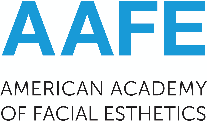 AAFE
AMERICAN ACADEMY
OF FACIAL ESTHETICS